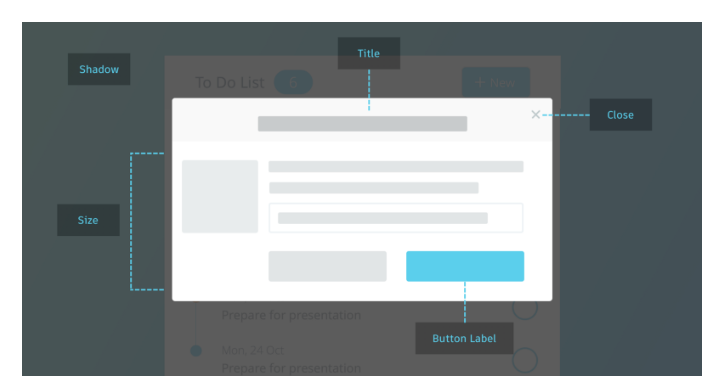 Title
Shadow
To Do List 6 + New
Close
Size
Prepare for presentation
Button Label
Mon, 24 Oct
Prepare for presentation